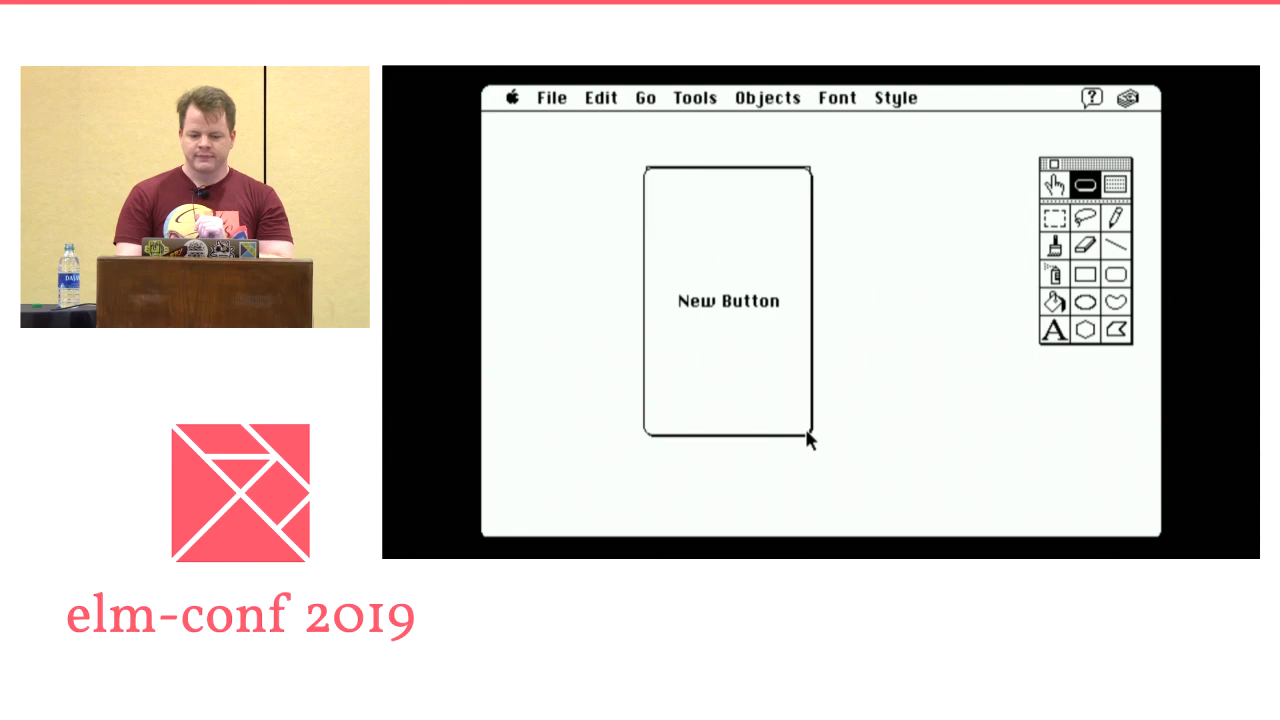 File Edit Go Tools Objects Font Style
?
New Button
A
elm-conf 2019